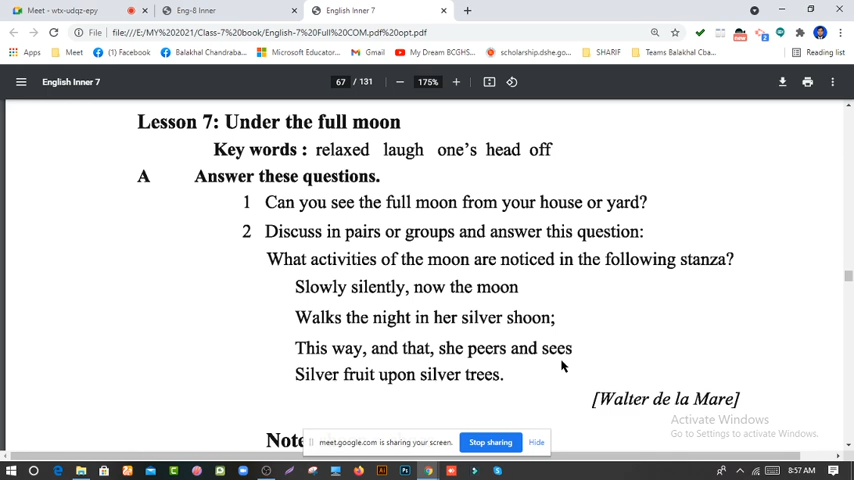 Meet - wtx-udqz-epy
Eng-8 Inner
English Inner 7
File
file:///E:/MY%202021/Class-7%20book/English-7%20Full%20COM.pdf%20opt.pdf
Apps
Meet
(1) Facebook
Balakhal Chandraba...
Microsoft Educator...
Gmail
My Dream BCGHS...
scholarship.dshe.go...
SHARIF
Teams Balakhal Cba...
Reading list
English Inner 7
67 / 131
175%
Lesson 7: Under the full moon
Key words : relaxed laugh one's head off
A Answer these questions.
1 Can you see the full moon from your house or yard?
2 Discuss in pairs or groups and answer this question:
What activities of the moon are noticed in the following stanza?
Slowly silently, now the moon
Walks the night in her silver shoon;
This way, and that, she peers and sees
Silver fruit upon silver trees.
[Walter de la Mare]
Activate Windows
Go to Settings to activate Windows.
Note
meet.google.com is sharing your screen.
Stop sharing
Hide
8:57 AM